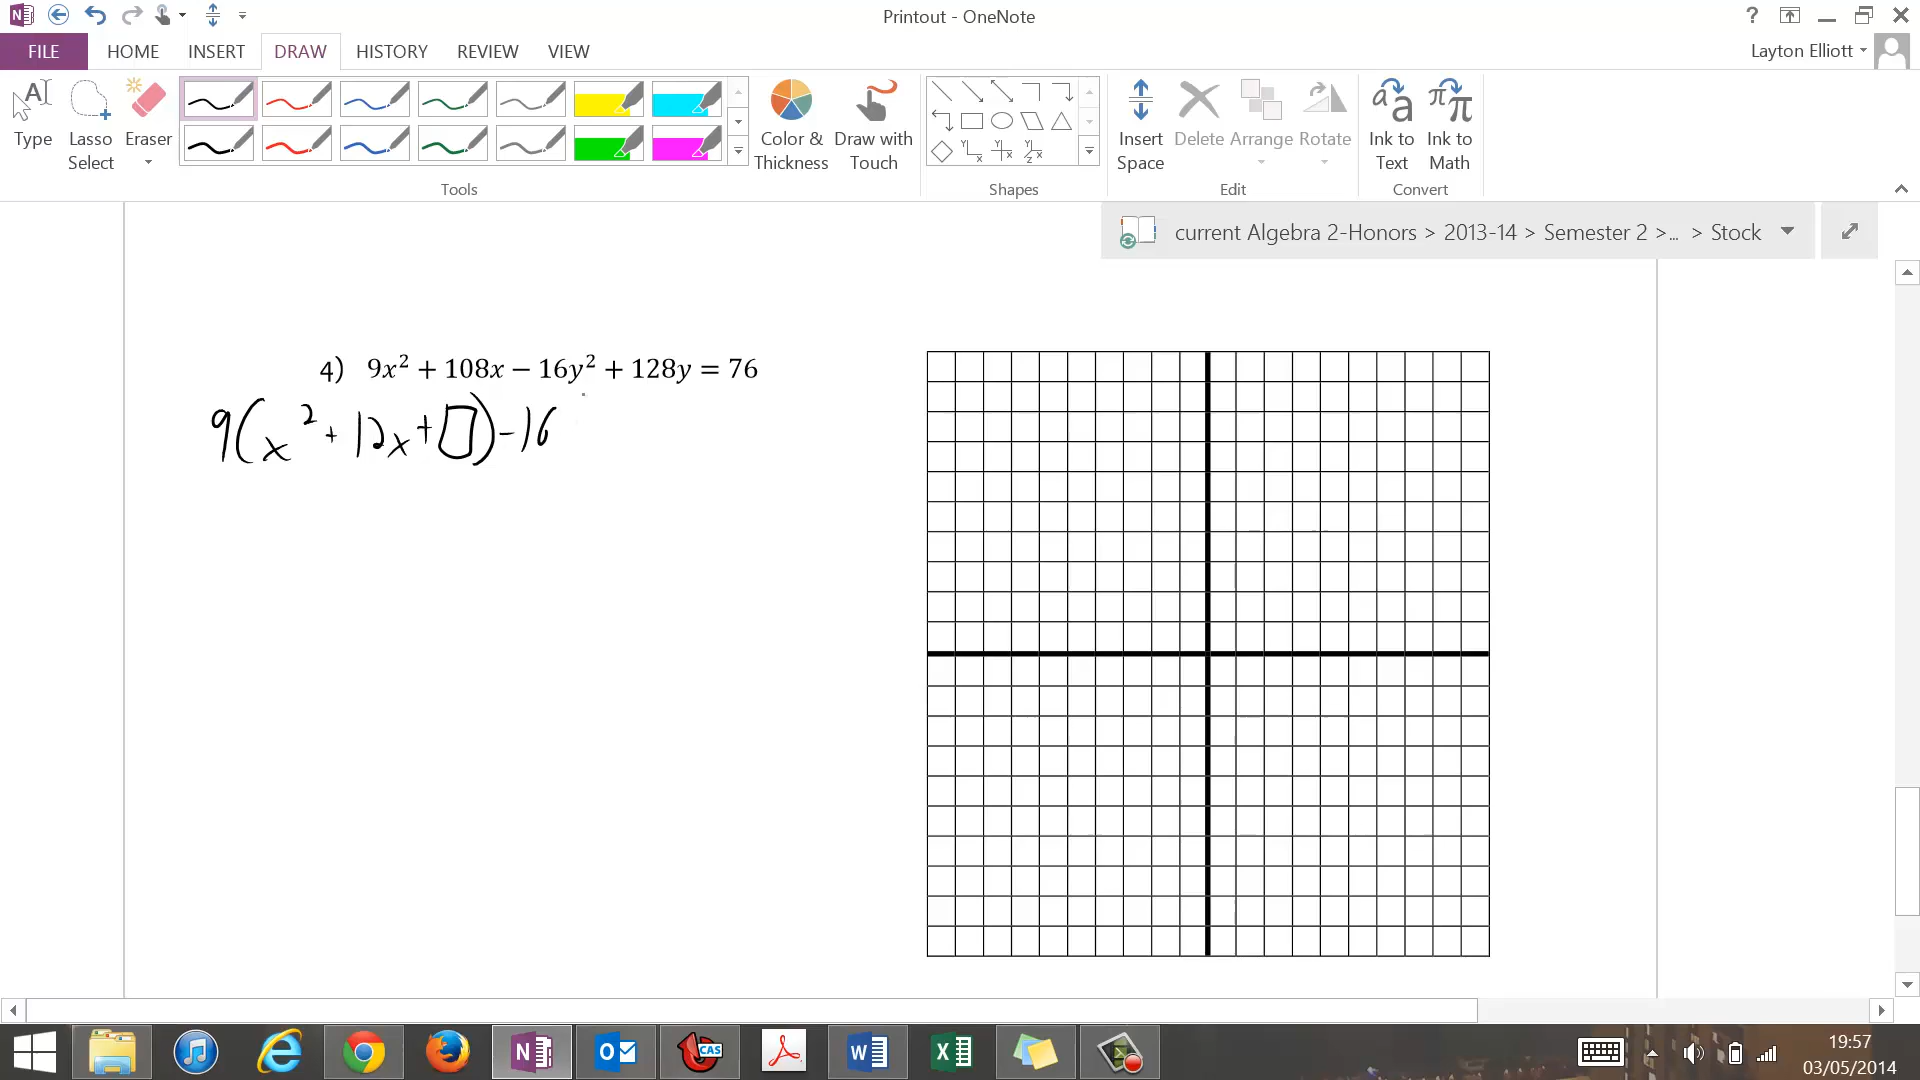 Printout - OneNote
?
FILE HOME INSERT DRAW HISTORY REVIEW VIEW
Layton Elliott
Type
Lasso Select
Eraser
Color & Thickness
Draw with Touch
Insert Space
Delete
Arrange
Rotate
Ink to Text
Ink to Math
Tools
Shapes
Edit
Convert
current Algebra 2-Honors > 2013-14 > Semester 2 >... > Stock
4) 9x² + 108x − 16y² + 128y = 76
9(x² + 12x + □) − 16
CAS
19:57
03/05/2014